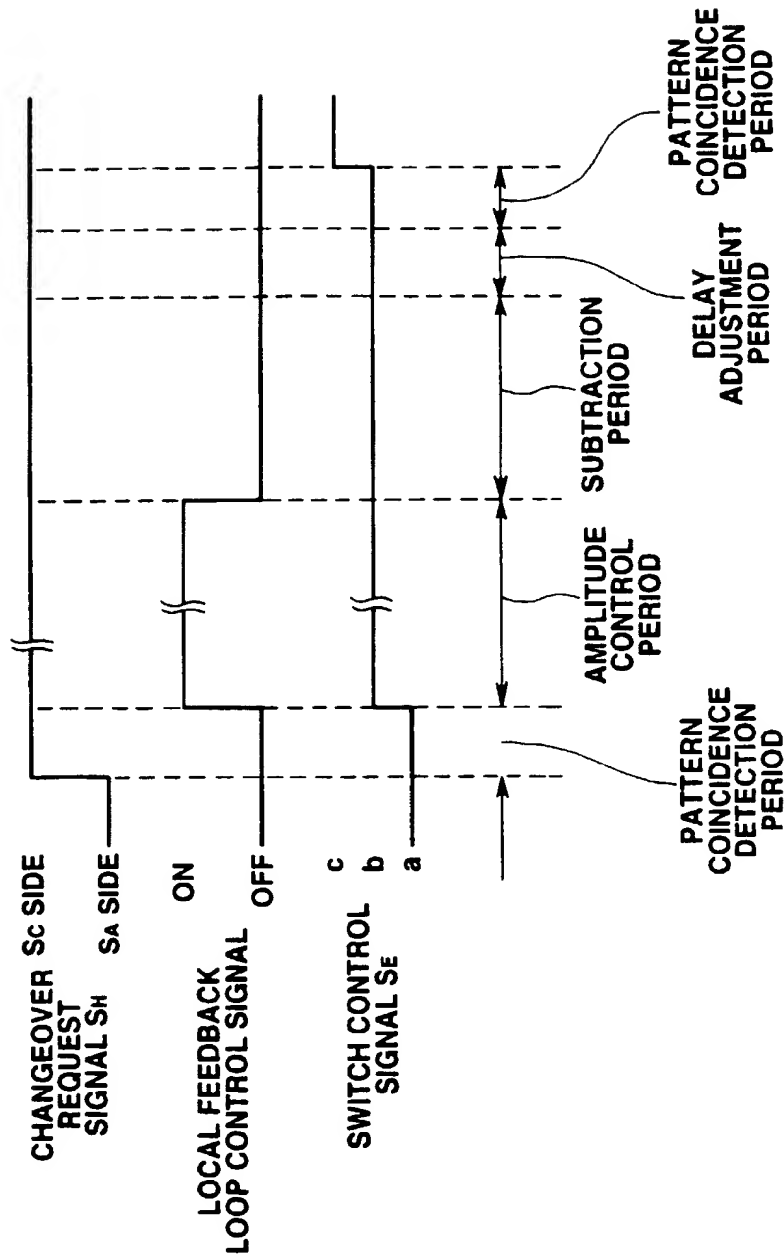 CHANGEOVER
REQUEST
SIGNAL SH
SC SIDE
SA SIDE
LOCAL FEEDBACK
LOOP CONTROL SIGNAL
ON
OFF
SWITCH CONTROL
SIGNAL SE
c
b
a
PATTERN
COINCIDENCE
DETECTION
PERIOD
AMPLITUDE
CONTROL
PERIOD
SUBTRACTION
PERIOD
DELAY
ADJUSTMENT
PERIOD
PATTERN
COINCIDENCE
DETECTION
PERIOD